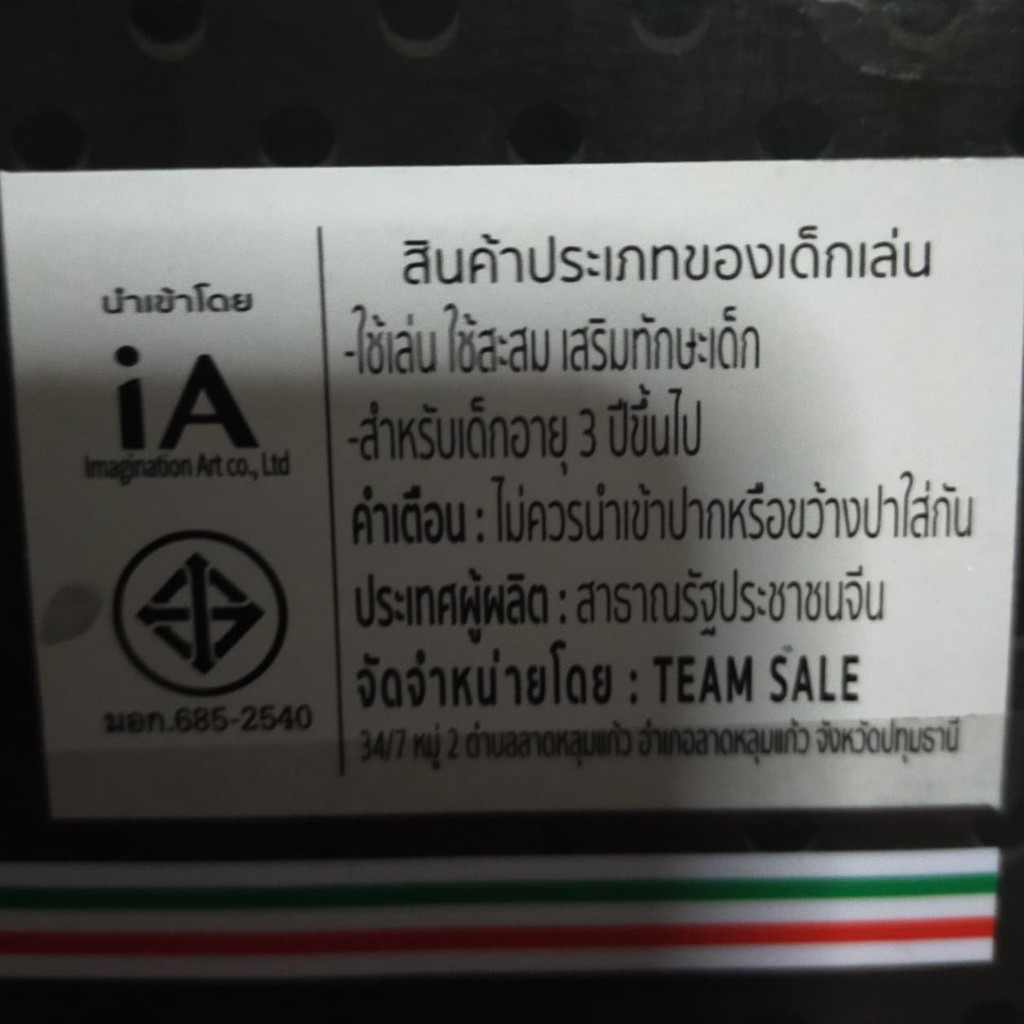 นำเข้าโดย
iA
Imagination Art co., Ltd
มอก.685-2540
สินค้าประเภทของเด็กเล่น
-ใช้เล่น ใช้สะสม เสริมทักษะเด็ก
-สำหรับเด็กอายุ 3 ปีขึ้นไป
คำเตือน : ไม่ควรนำเข้าปากหรือขว้างปาใส่กัน
ประเทศผู้ผลิต : สาธาณรัฐประชาชนจีน
จัดจำหน่ายโดย : TEAM SALE
34/7 หมู่ 2 ตำบลลาดหลุมแก้ว อำเภอลาดหลุมแก้ว จังหวัดปทุมธานี